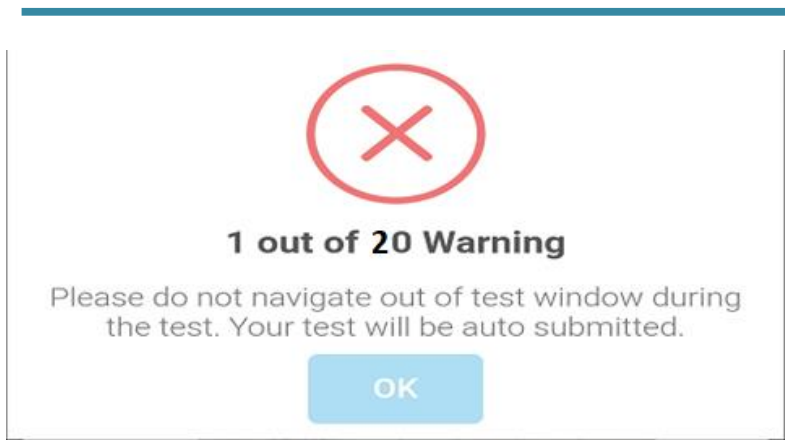 1 out of 20 Warning
Please do not navigate out of test window during
the test. Your test will be auto submitted.
OK